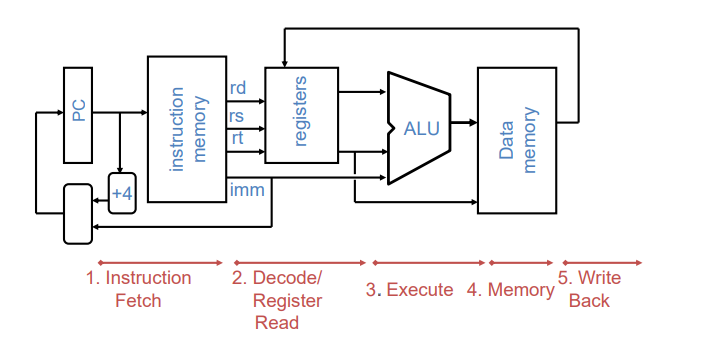 PC
+4
instruction
memory
rd
rs
rt
imm
registers
ALU
Data
memory
1. Instruction
Fetch
2. Decode/
Register
Read
3. Execute
4. Memory
5. Write
Back